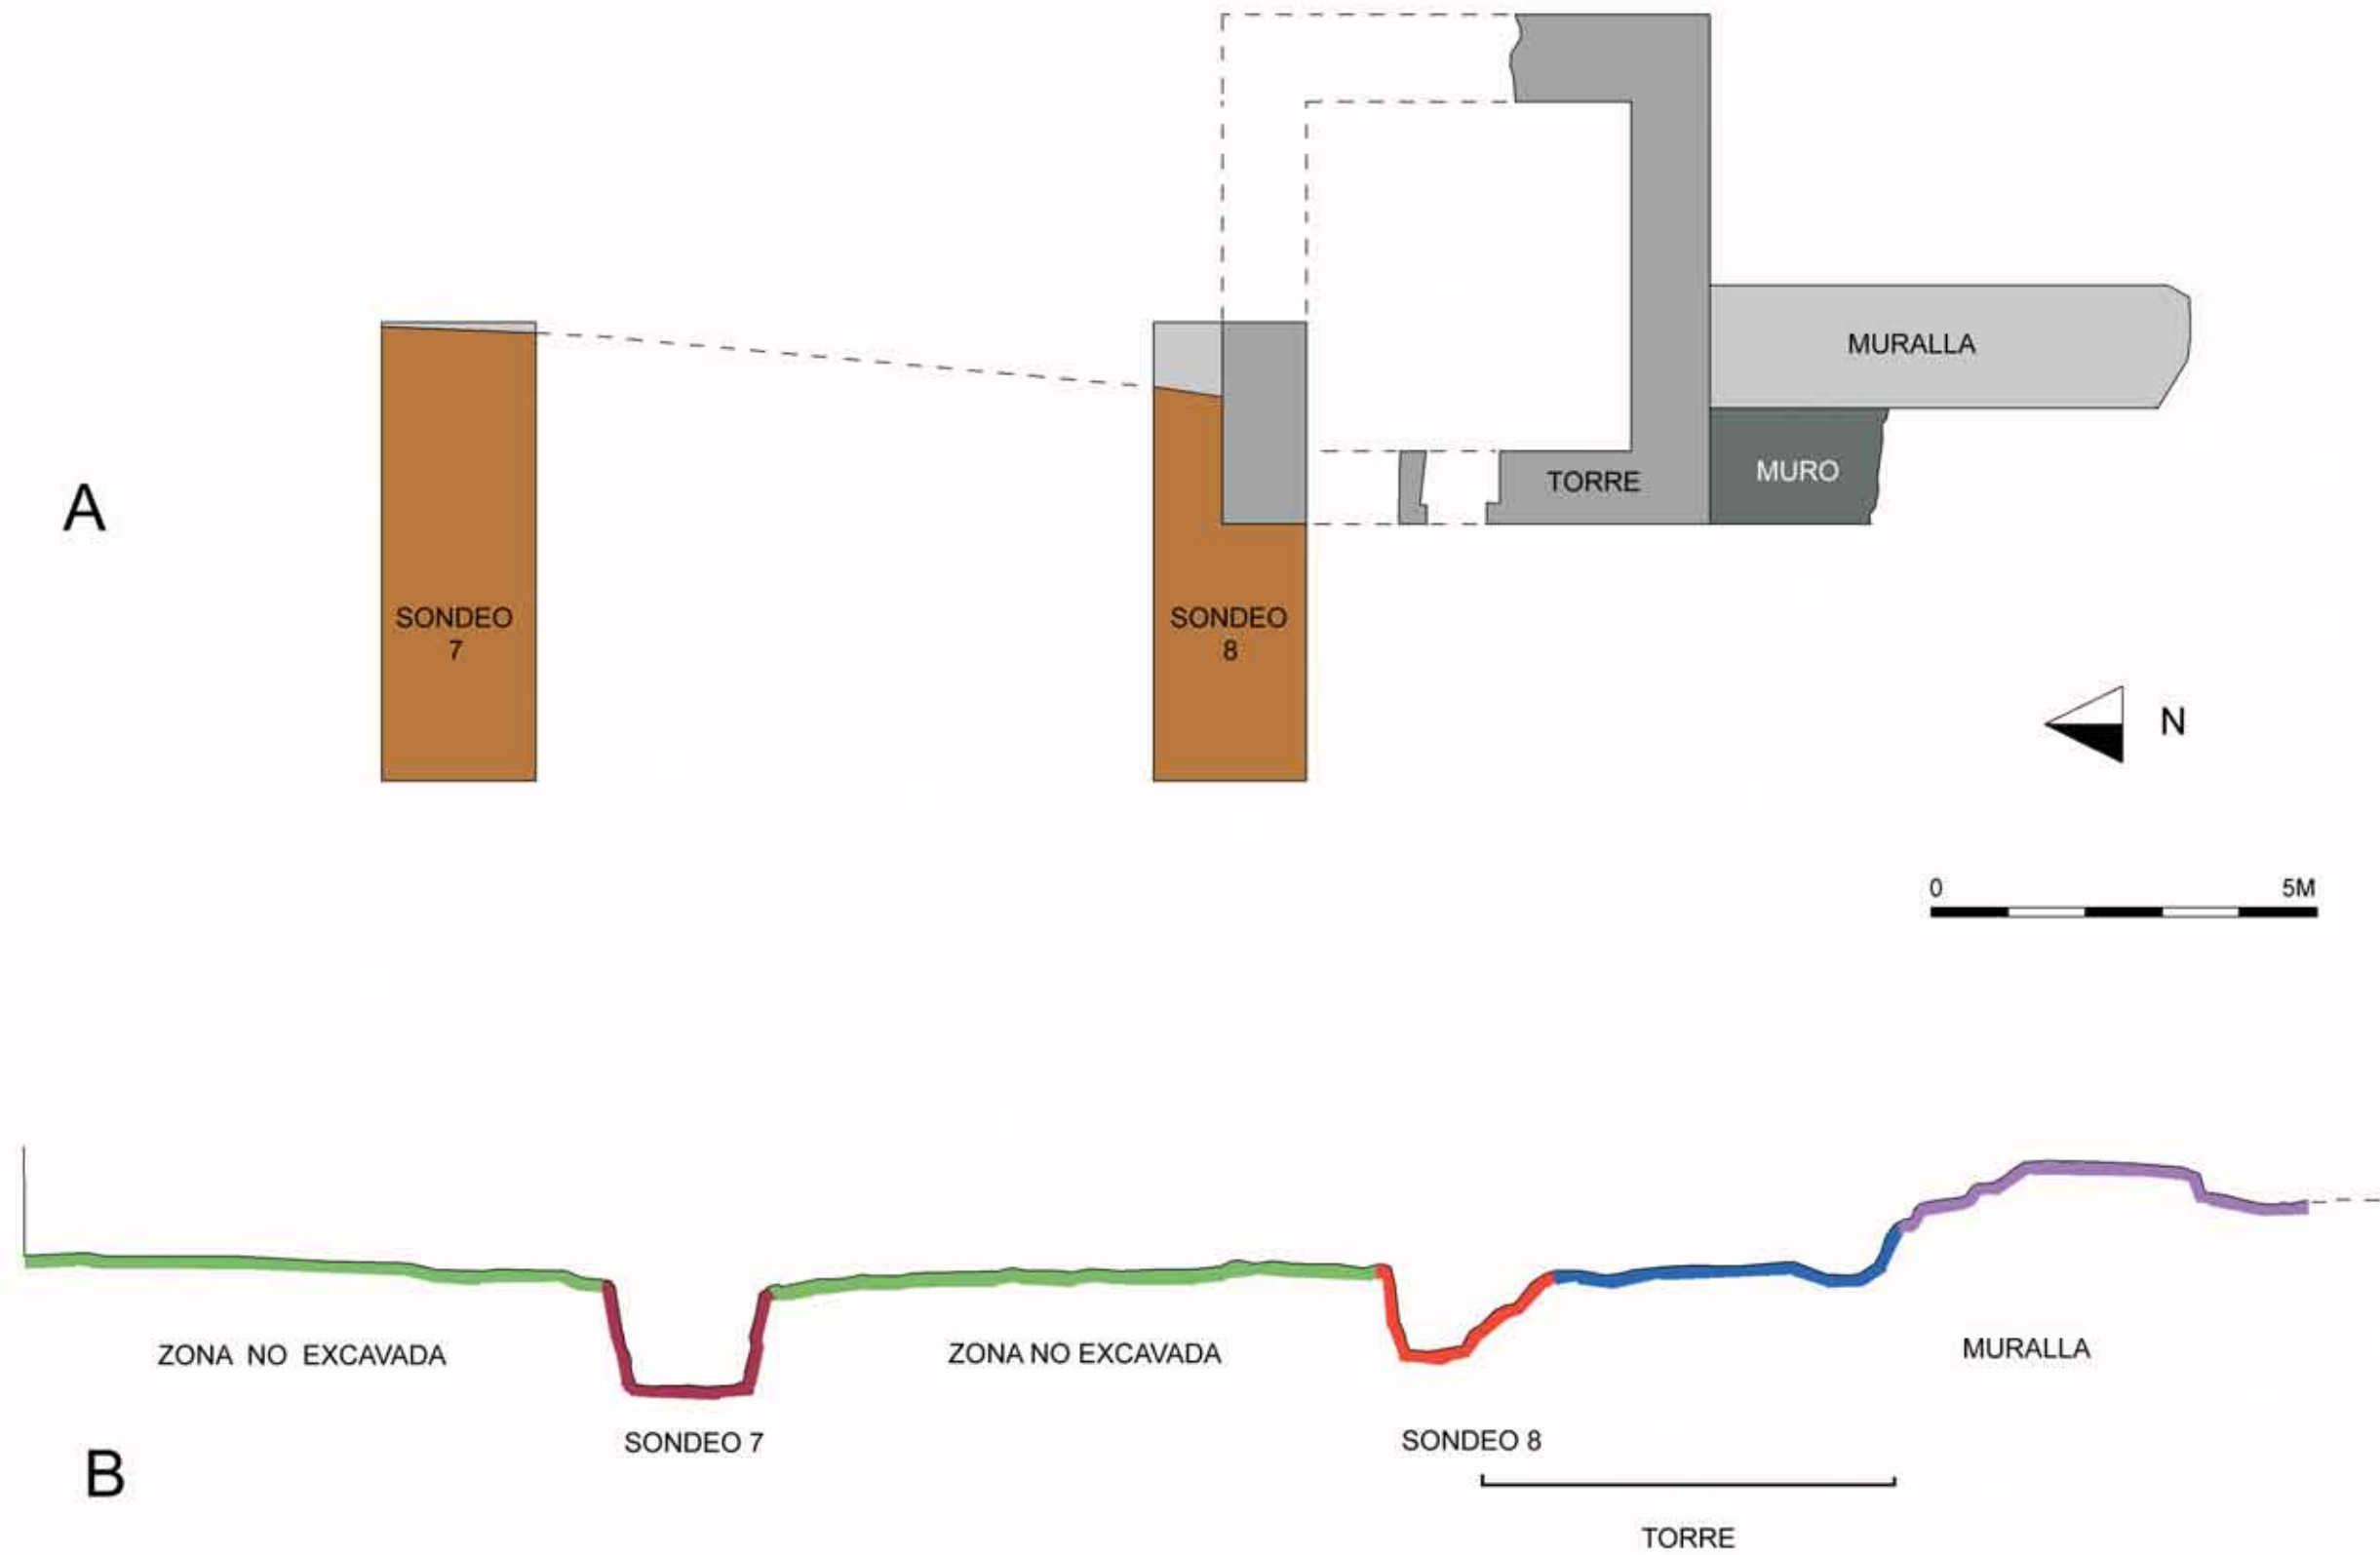 MURALLA
A
TORRE
MURO
SONDEO
7
SONDEO
8
N
0
5M
ZONA NO EXCAVADA
ZONA NO EXCAVADA
MURALLA
SONDEO 7
SONDEO 8
B
TORRE